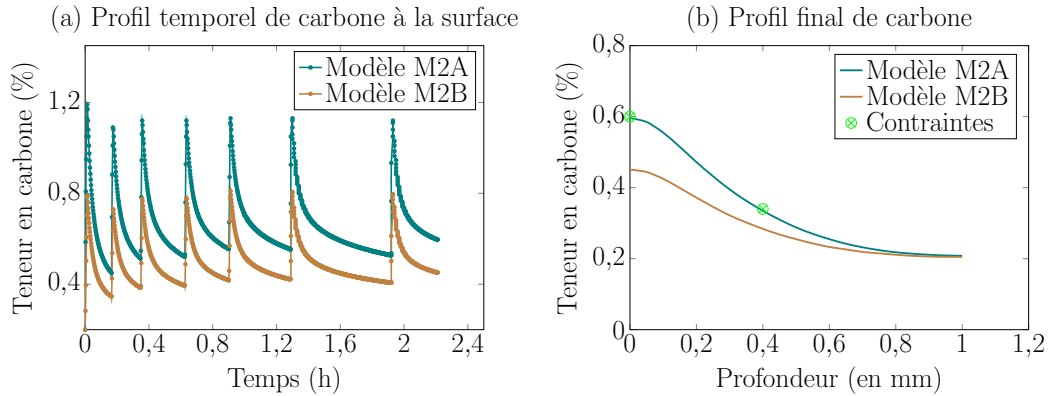 (a) Profil temporel de carbone à la surface
Teneur en carbone (%)
1,2
0,8
0,4
Modèle M2A
Modèle M2B
0 0,4 0,8 1,2 1,6 2 2,4
Temps (h)
(b) Profil final de carbone
Teneur en carbone (%)
0,8
0,6
0,4
0,2
0
Modèle M2A
Modèle M2B
Contraintes
0 0,2 0,4 0,6 0,8 1 1,2
Profondeur (en mm)